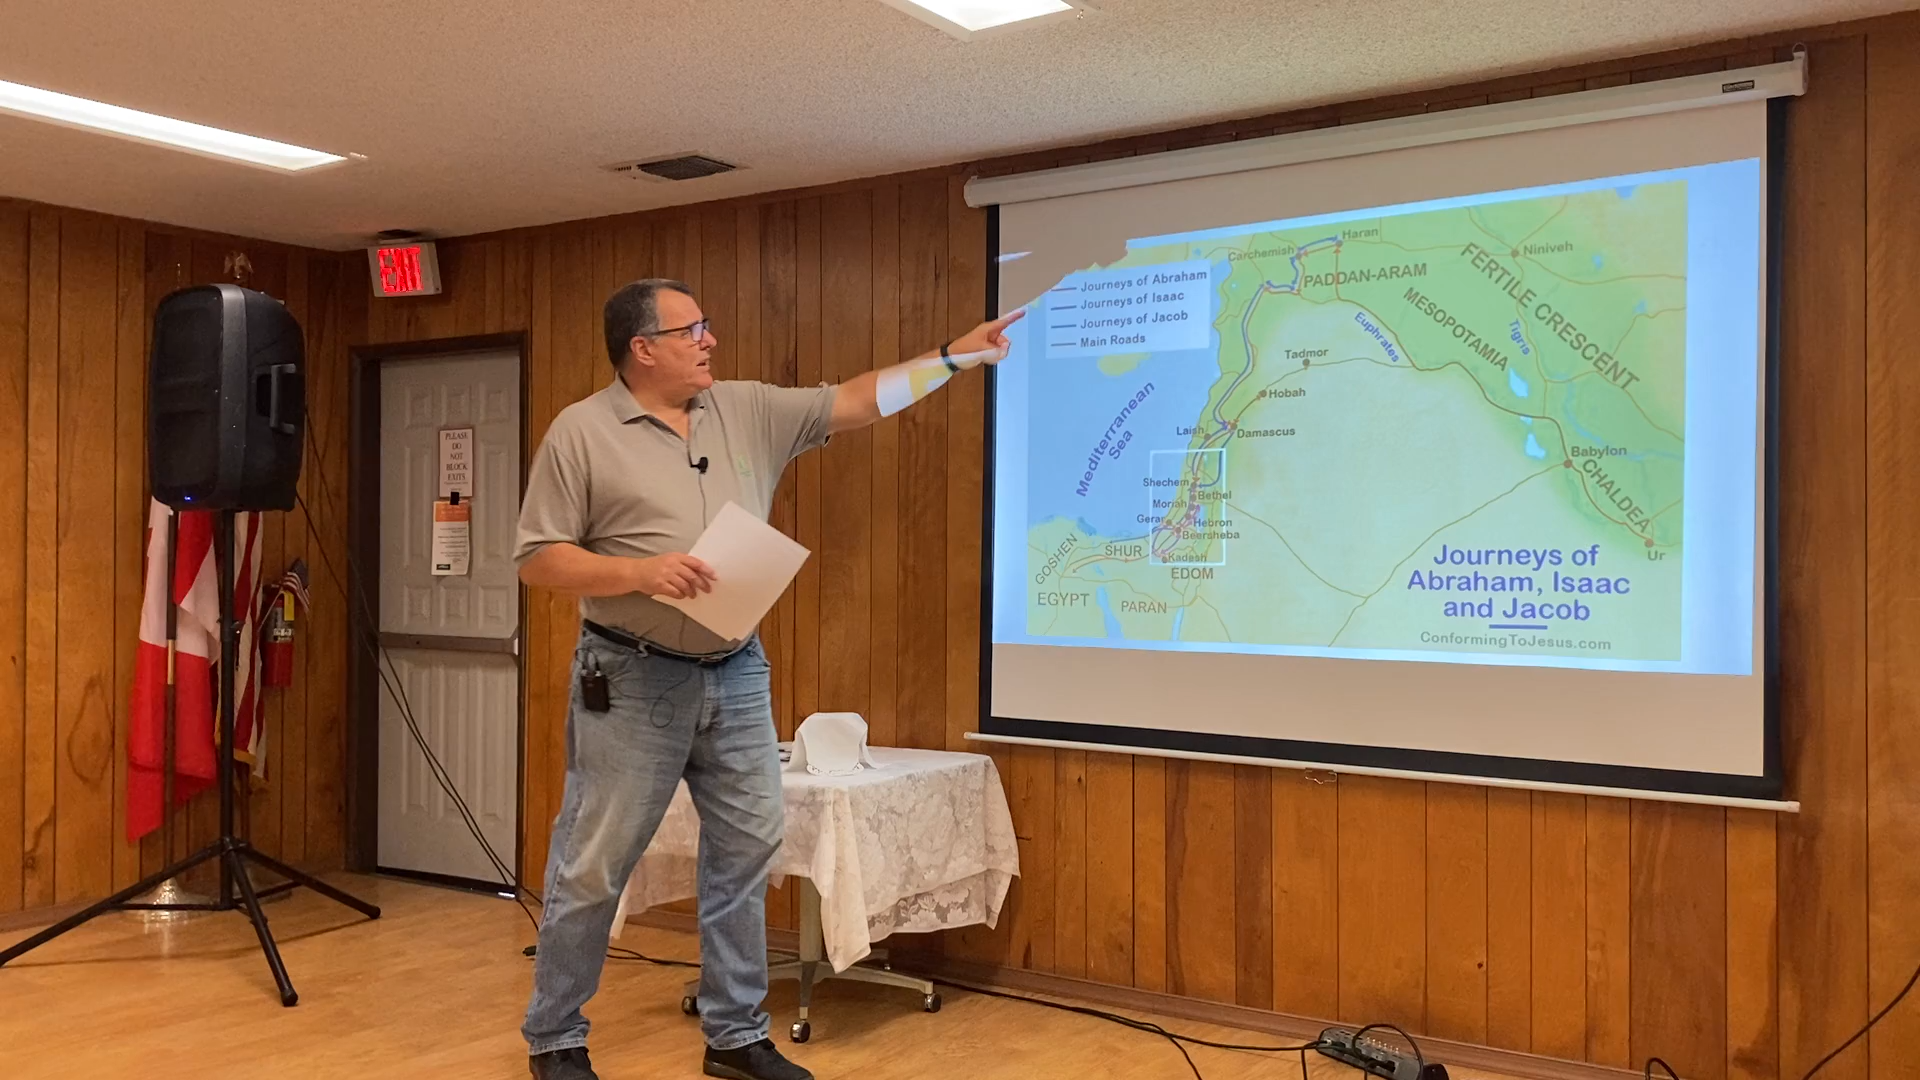 EXIT
PLEASE
DO
NOT
BLOCK
EXITS
Journeys of Abraham
Journeys of Isaac
Journeys of Jacob
Main Roads
Haran
Carchemish
Niniveh
PADDAN-ARAM
FERTILE CRESCENT
MESOPOTAMIA
Tigris
Euphrates
Tadmor
Hobah
Mediterranean
Sea
Laish
Damascus
Babylon
CHALDEA
Ur
Shechem
Bethel
Moriah
Gerar
Hebron
Beersheba
Kadesh
GOSHEN
SHUR
EDOM
EGYPT
PARAN
Journeys of
Abraham, Isaac
and Jacob
ConformingToJesus.com